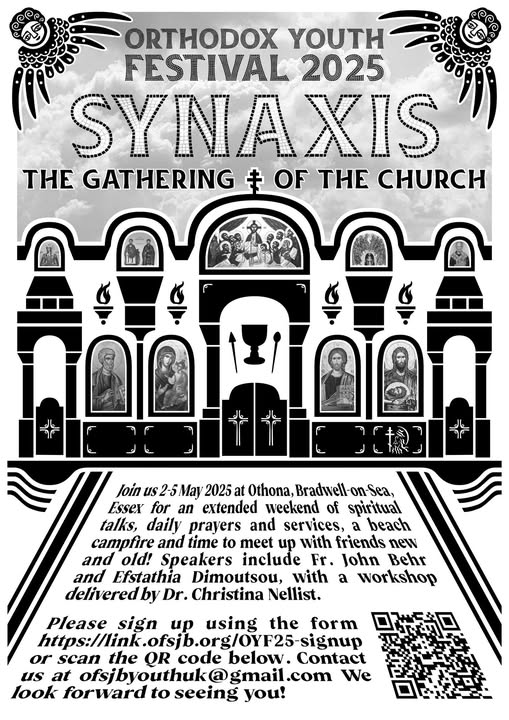 ORTHODOX YOUTH
FESTIVAL 2025
SYNAXIS
THE GATHERING ☦ OF THE CHURCH
Join us 2-5 May 2025 at Othona, Bradwell-on-Sea,
Essex for an extended weekend of spiritual
talks, daily prayers and services, a beach
campfire and time to meet up with friends new
and old! Speakers include Fr. John Behr
and Efstathia Dimoutsou, with a workshop
delivered by Dr. Christina Nellist.
Please sign up using the form
https://link.ofsjb.org/OYF25-signup
or scan the QR code below. Contact
us at ofsjbyouthuk@gmail.com We
look forward to seeing you!